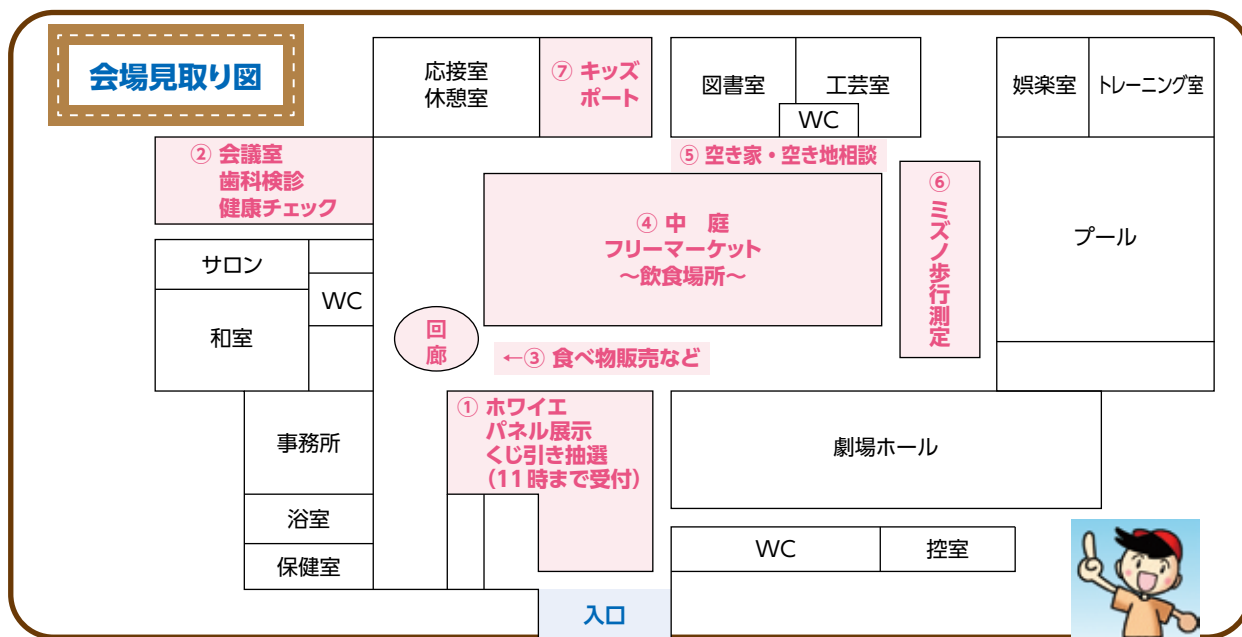 会場見取り図
応接室
休憩室
⑦ キッズ
ポート
図書室
工芸室
WC
娯楽室
トレーニング室
② 会議室
歯科検診
健康チェック
⑤ 空き家・空き地相談
④ 中　庭
フリーマーケット
～飲食場所～
⑥ ミズノ歩行測定
プール
サロン
WC
和室
回廊
←③ 食べ物販売など
① ホワイエ
パネル展示
くじ引き抽選
（11時まで受付）
事務所
劇場ホール
浴室
保健室
WC
控室
入口